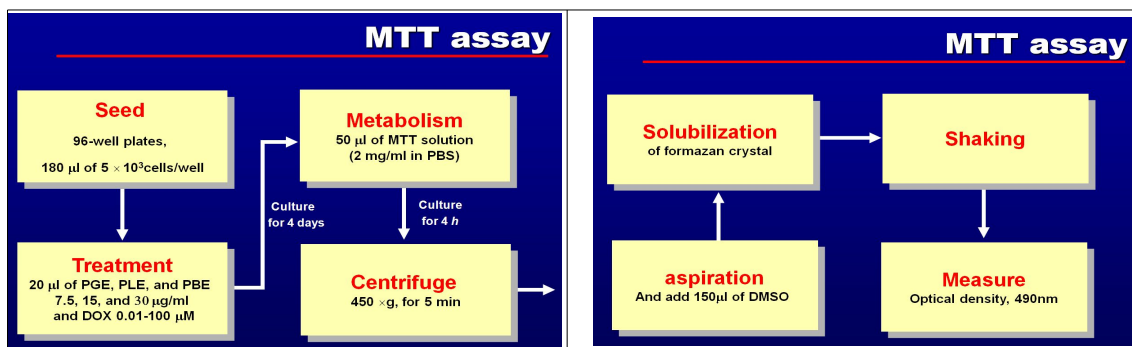 MTT assay
Seed
96-well plates,
180 µl of 5 × 10³cells/well
Treatment
20 µl of PGE, PLE, and PBE
7.5, 15, and 30 µg/ml
and DOX 0.01-100 µM
Culture
for 4 days
Metabolism
50 µl of MTT solution
(2 mg/ml in PBS)
Culture
for 4 h
Centrifuge
450 ×g, for 5 min
MTT assay
aspiration
And add 150µl of DMSO
Solubilization
of formazan crystal
Shaking
Measure
Optical density, 490nm